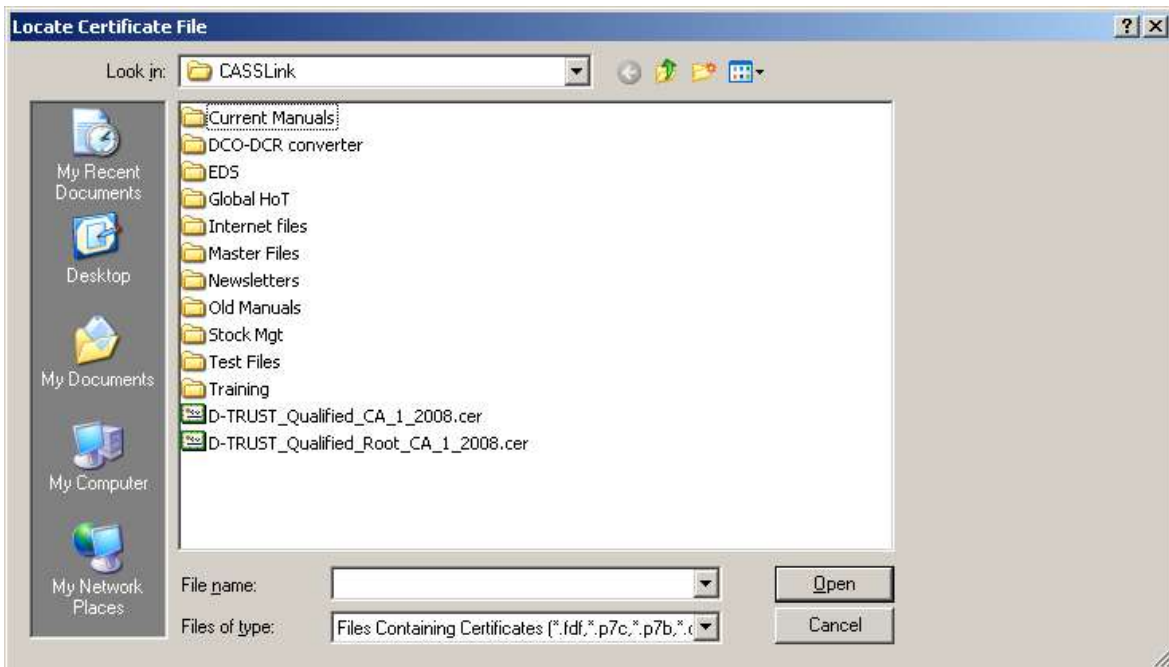 Locate Certificate File
Look in: CASSLink
My Recent
Documents
Desktop
My Documents
My Computer
My Network
Places
Current Manuals
DCO-DCR converter
EDS
Global HoT
Internet files
Master Files
Newsletters
Old Manuals
Stock Mgt
Test Files
Training
D-TRUST_Qualified_CA_1_2008.cer
D-TRUST_Qualified_Root_CA_1_2008.cer
File name:
Open
Files of type: Files Containing Certificates (*.fdf,*.p7c,*.p7b,*.c
Cancel